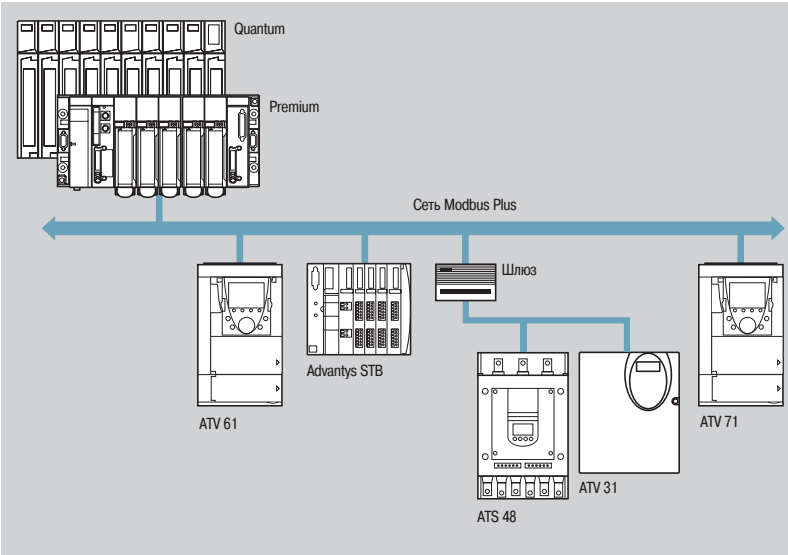 Quantum
Premium
Сеть Modbus Plus
Шлюз
Advantys STB
ATV 61
ATV 71
ATV 31
ATS 48